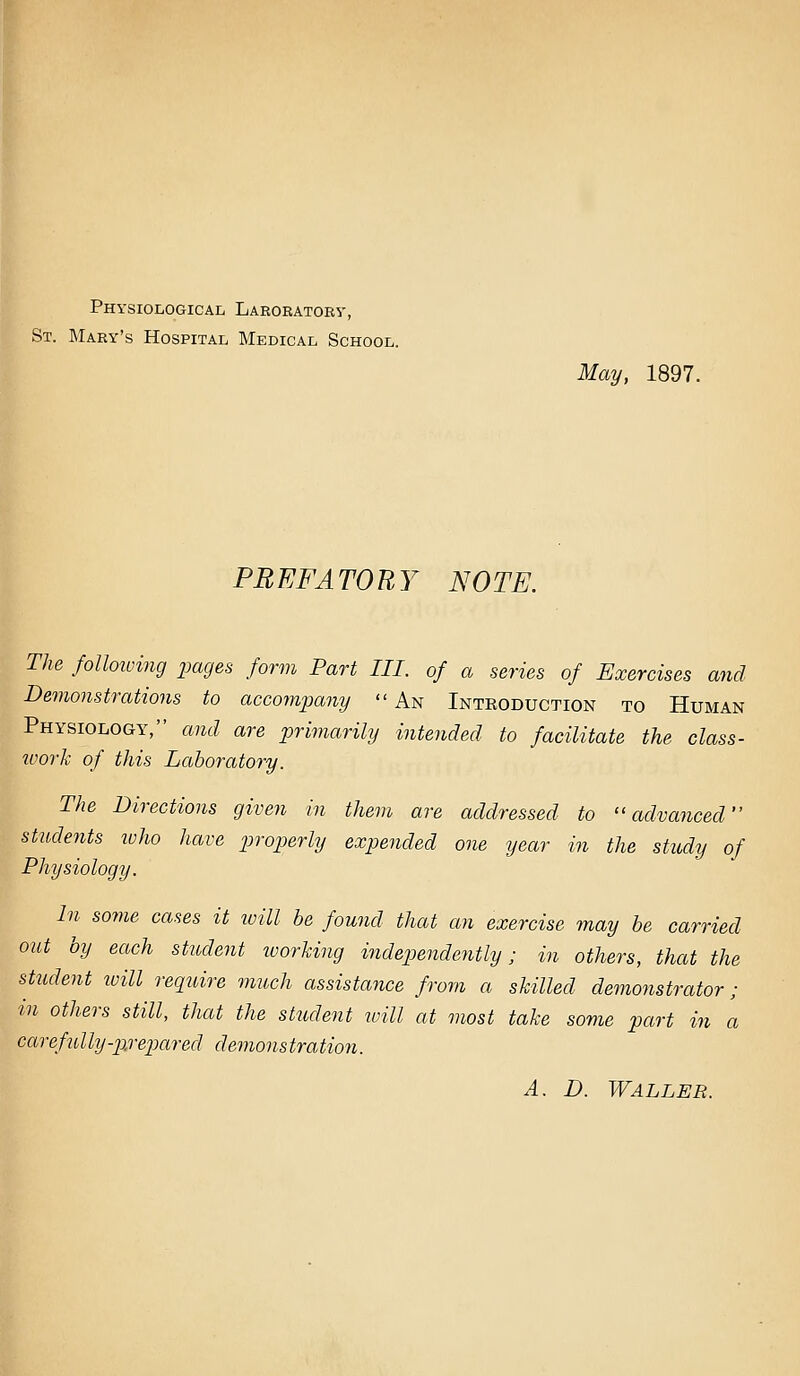 Physiological Laboratory,
St. Mary's Hospital Medical School.
May, 1897.
PREFATORY NOTE.
The following pages form Part III. of a series of Exercises and
Demonstrations to accompany "An Introduction to Human
Physiology," and are primarily intended to facilitate the class-
work of this Laboratory.
The Directions given in them are addressed to "advanced"
students who have properly expended one year in the study of
Physiology.
In some cases it will be found that an exercise may be carried
out by each student working independently; in others, that the
student will require much assistance from a skilled demonstrator;
in others still, that the student will at most take some part in a
carefully-prepared demonstration.
A. D. WALLER.